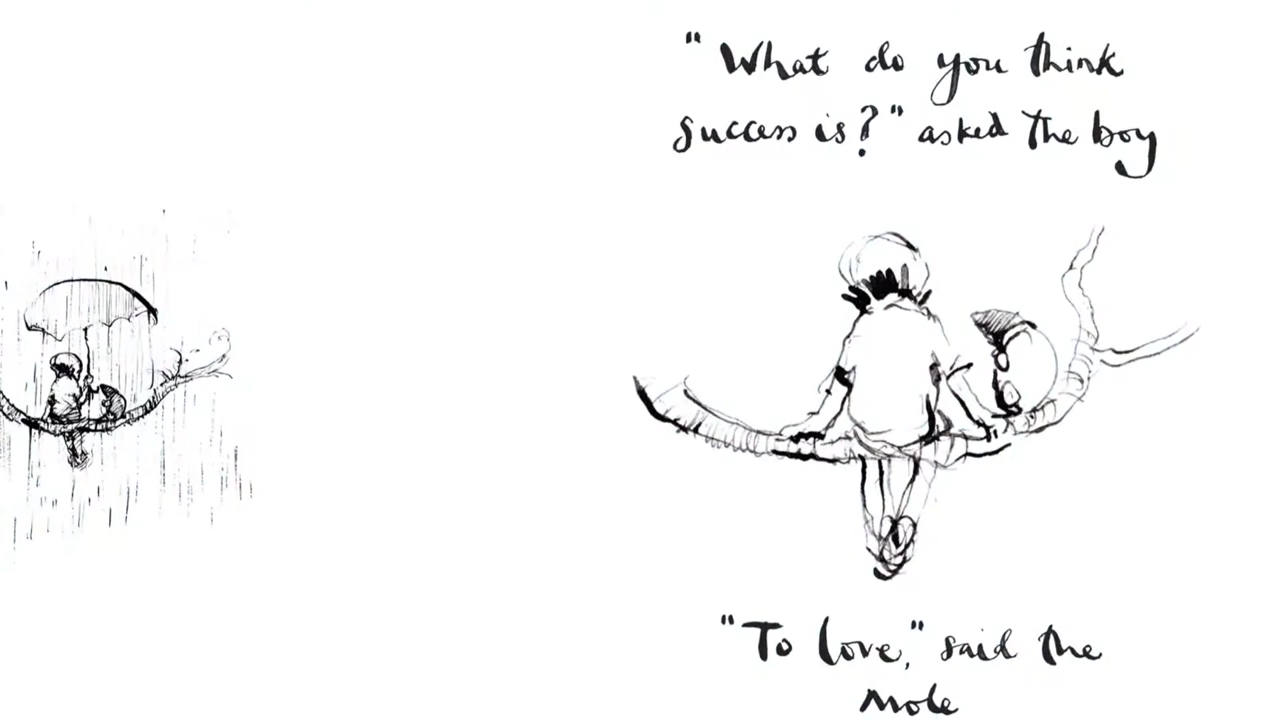 "What do you think
success is?" asked the boy
"To love," said the
mole